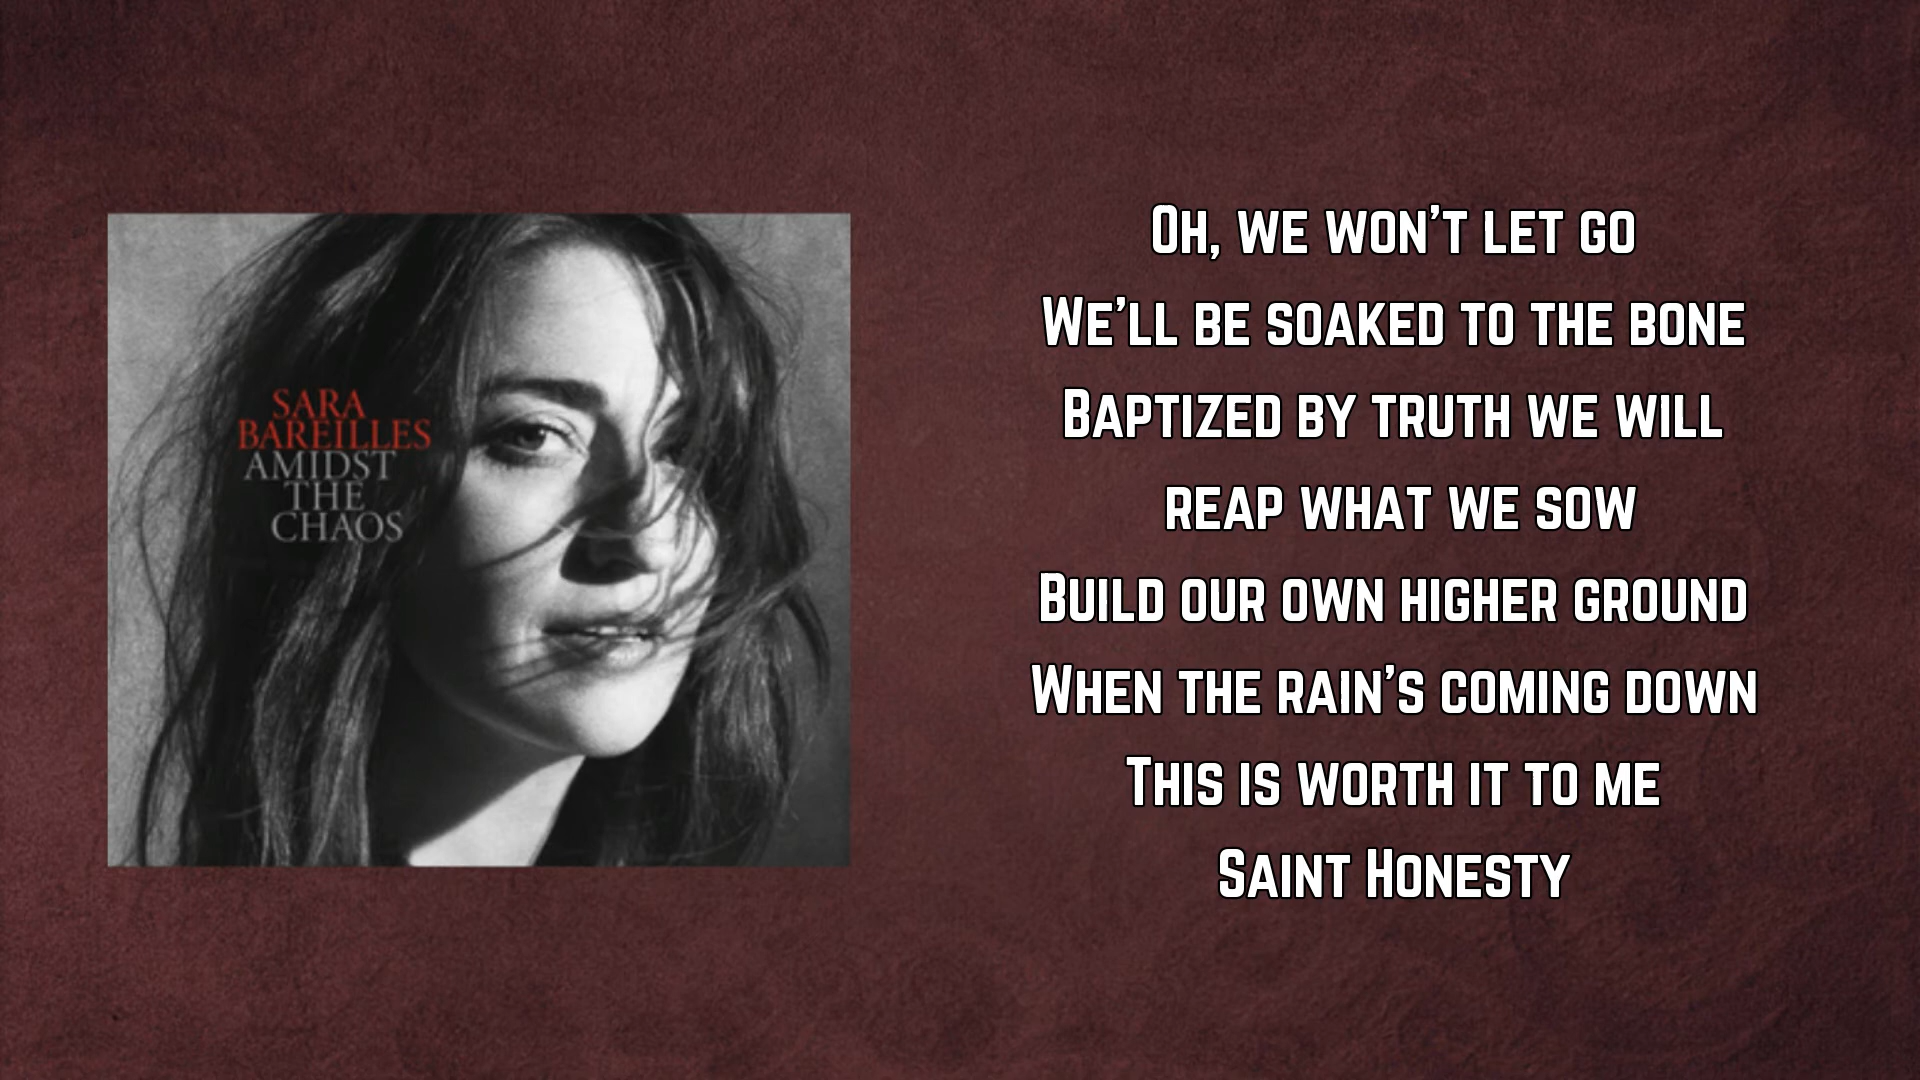 SARA
BAREILLES
AMIDST
THE
CHAOS
Oh, we won't let go
We'll be soaked to the bone
Baptized by truth we will
reap what we sow
Build our own higher ground
When the rain's coming down
This is worth it to me
Saint Honesty